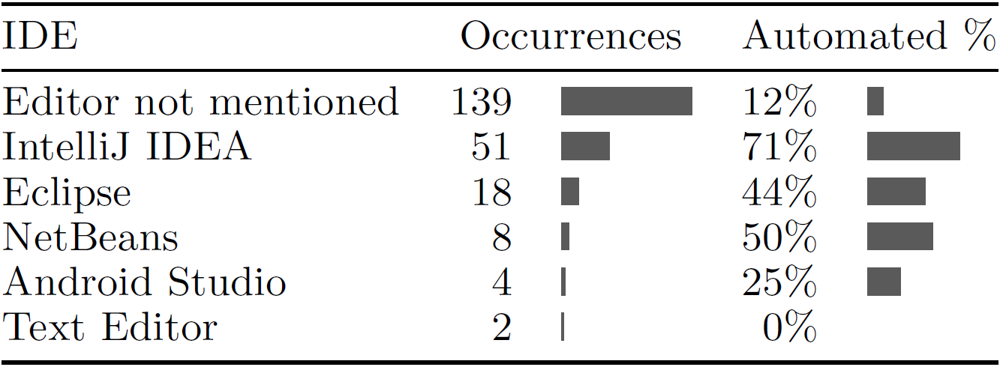 IDE Occurrences Automated %
Editor not mentioned 139 12%
IntelliJ IDEA 51 71%
Eclipse 18 44%
NetBeans 8 50%
Android Studio 4 25%
Text Editor 2 0%